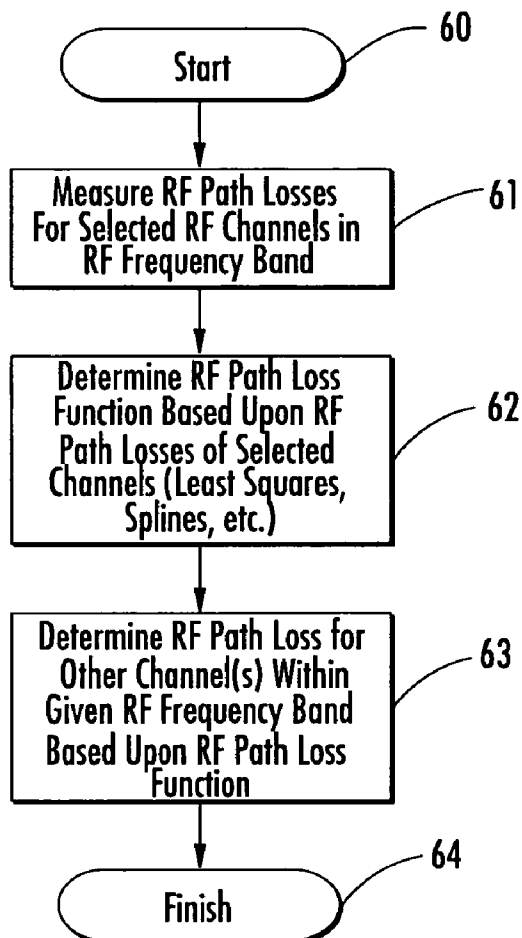 60
Start
61
Measure RF Path Losses
For Selected RF Channels in
RF Frequency Band
62
Determine RF Path Loss
Function Based Upon RF
Path Losses of Selected
Channels (Least Squares,
Splines, etc.)
63
Determine RF Path Loss for
Other Channel(s) Within
Given RF Frequency Band
Based Upon RF Path Loss
Function
64
Finish